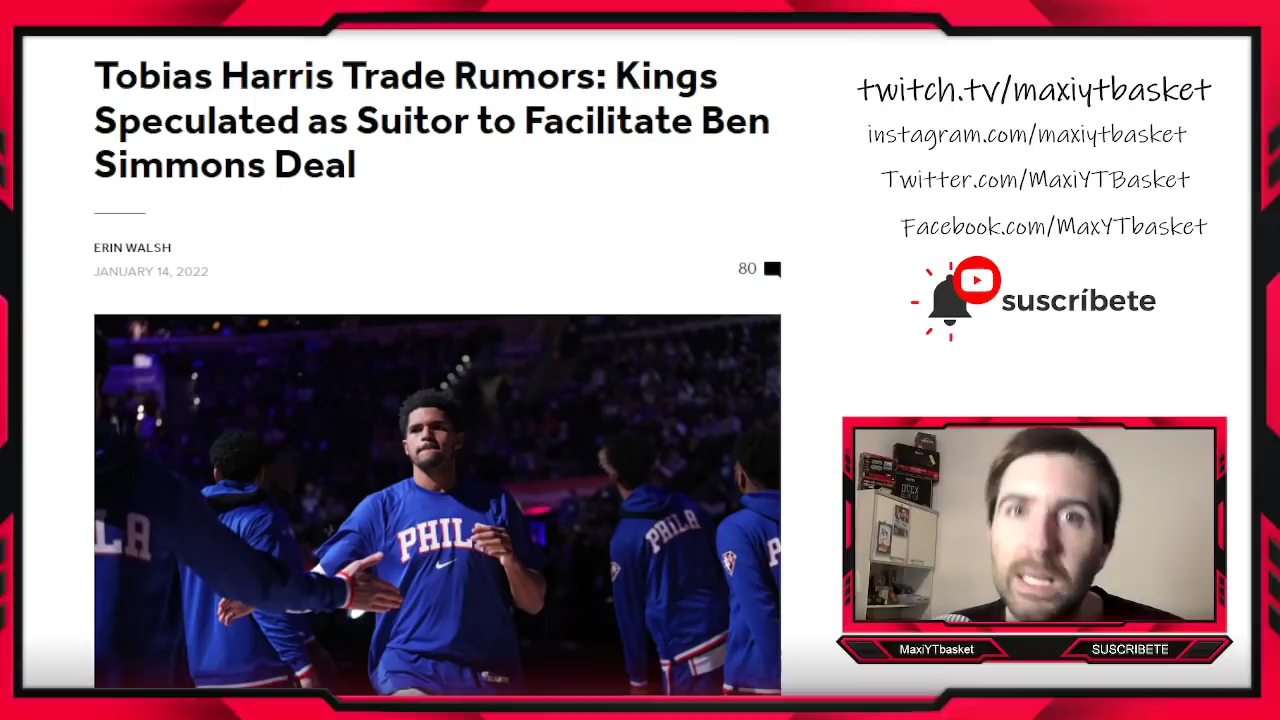 Tobias Harris Trade Rumors: Kings
Speculated as Suitor to Facilitate Ben
Simmons Deal
ERIN WALSH
JANUARY 14, 2022
80
PHILA
PHIL
PHILA
twitch.tv/maxiytbasket
instagram.com/maxiytbasket
Twitter.com/MaxiYTBasket
Facebook.com/MaxYTbasket
suscríbete
MaxiYTbasket
SUSCRIBETE